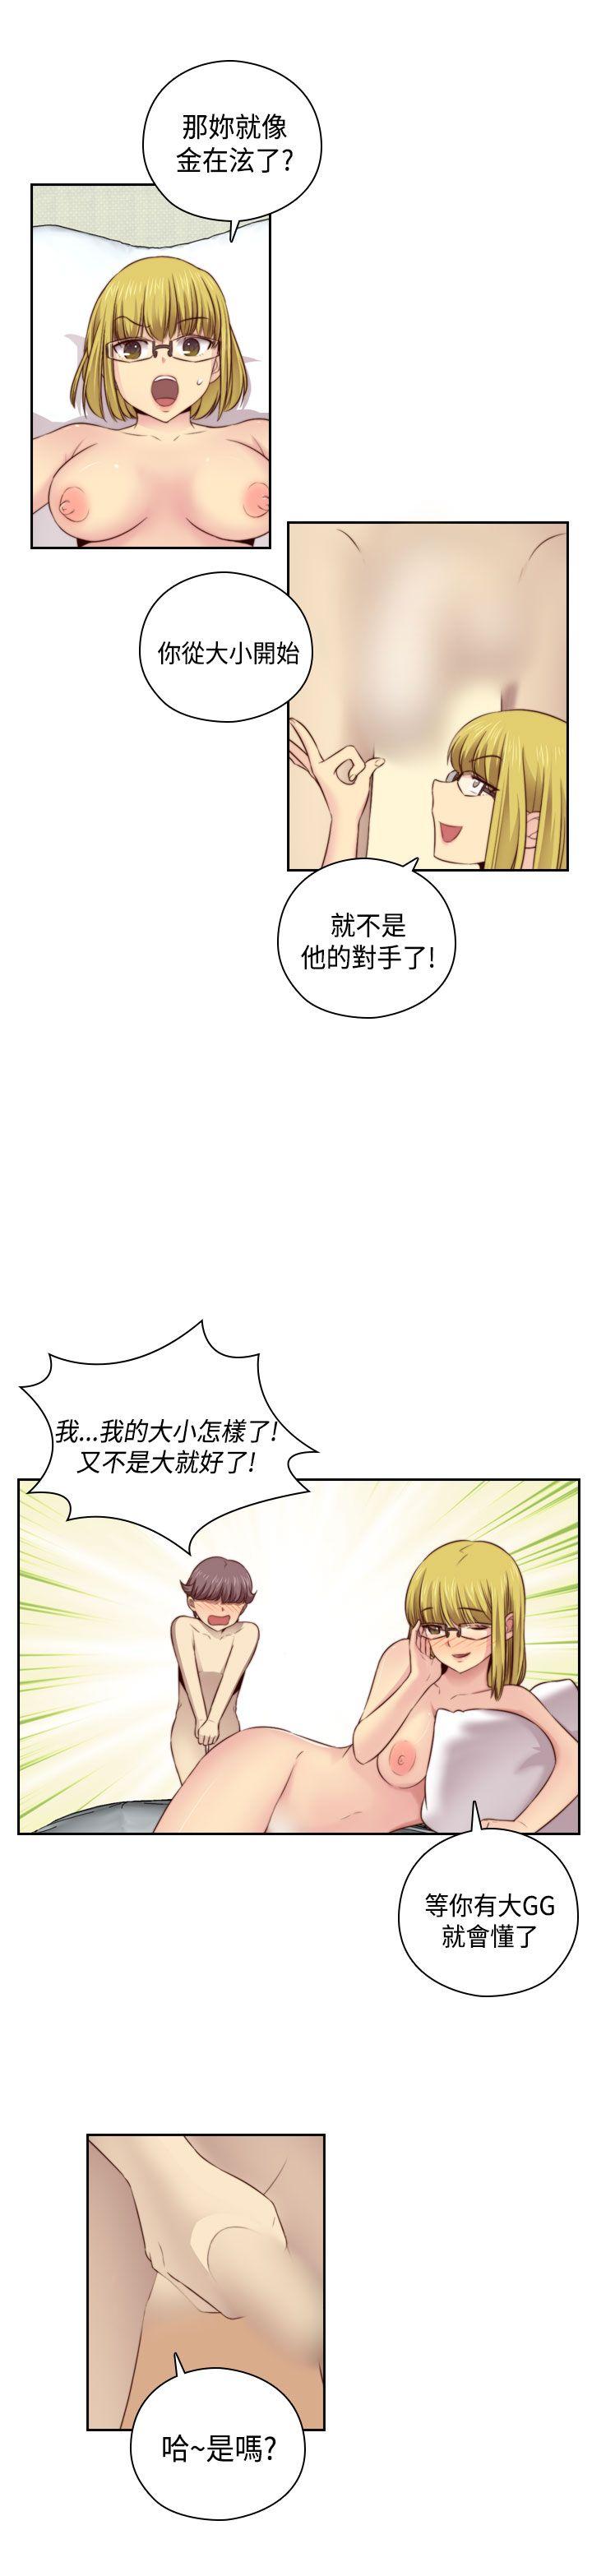 那妳就像
金在泫了?
你從大小開始
就不是
他的對手了!
我...我的大小怎樣了!
又不是大就好了!
等你有大GG
就會懂了
哈~是嗎?